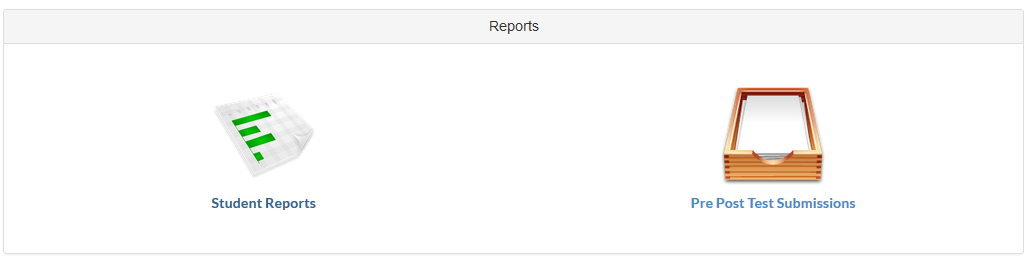 Reports
Student Reports
Pre Post Test Submissions